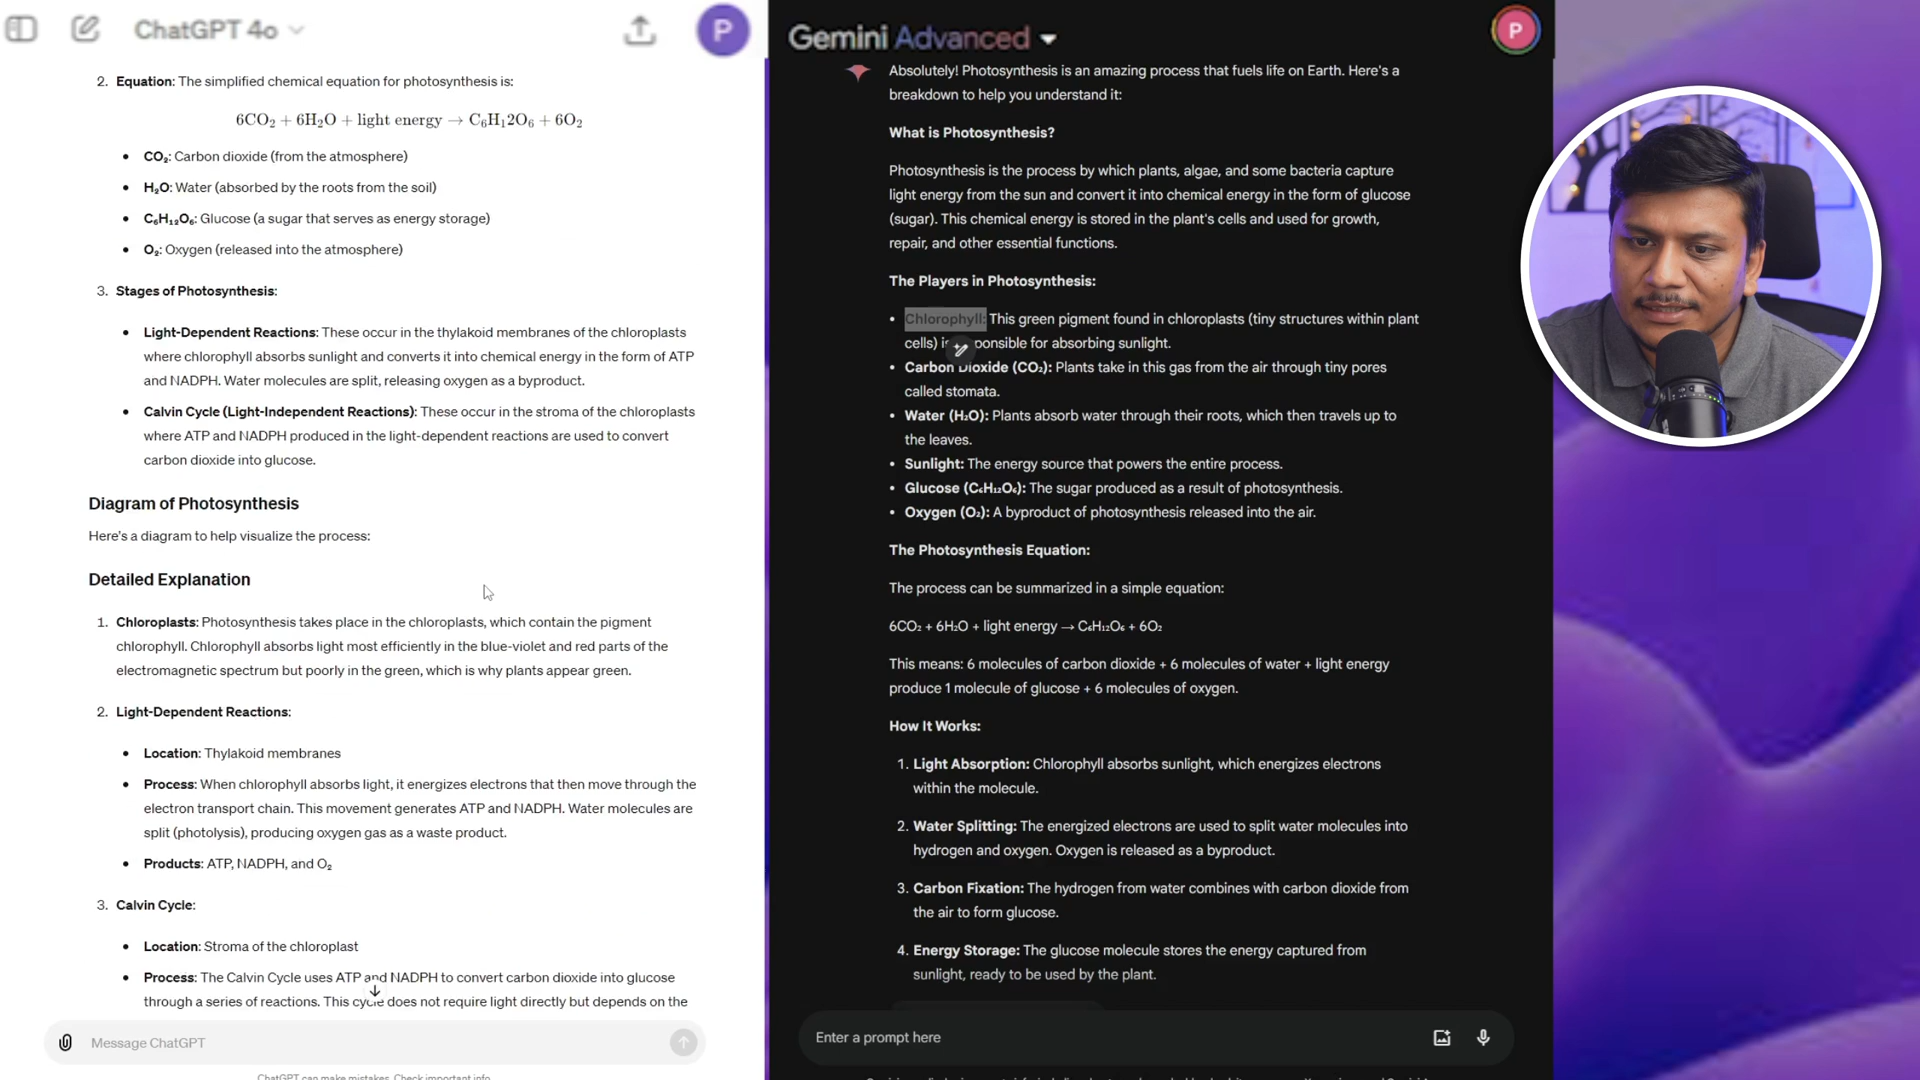 ChatGPT 4o
P
2. Equation: The simplified chemical equation for photosynthesis is:
6CO₂ + 6H₂O + light energy → C₆H₁2O₆ + 6O₂
• CO₂: Carbon dioxide (from the atmosphere)
• H₂O: Water (absorbed by the roots from the soil)
• C₆H₁₂O₆: Glucose (a sugar that serves as energy storage)
• O₂: Oxygen (released into the atmosphere)
3. Stages of Photosynthesis:
• Light-Dependent Reactions: These occur in the thylakoid membranes of the chloroplasts
where chlorophyll absorbs sunlight and converts it into chemical energy in the form of ATP
and NADPH. Water molecules are split, releasing oxygen as a byproduct.
• Calvin Cycle (Light-Independent Reactions): These occur in the stroma of the chloroplasts
where ATP and NADPH produced in the light-dependent reactions are used to convert
carbon dioxide into glucose.
Diagram of Photosynthesis
Here's a diagram to help visualize the process:
Detailed Explanation
1. Chloroplasts: Photosynthesis takes place in the chloroplasts, which contain the pigment
chlorophyll. Chlorophyll absorbs light most efficiently in the blue-violet and red parts of the
electromagnetic spectrum but poorly in the green, which is why plants appear green.
2. Light-Dependent Reactions:
• Location: Thylakoid membranes
• Process: When chlorophyll absorbs light, it energizes electrons that then move through the
electron transport chain. This movement generates ATP and NADPH. Water molecules are
split (photolysis), producing oxygen gas as a waste product.
• Products: ATP, NADPH, and O₂
3. Calvin Cycle:
• Location: Stroma of the chloroplast
• Process: The Calvin Cycle uses ATP and NADPH to convert carbon dioxide into glucose
through a series of reactions. This cycle does not require light directly but depends on the
Message ChatGPT
ChatGPT can make mistakes. Check important info.
Gemini Advanced
P
Absolutely! Photosynthesis is an amazing process that fuels life on Earth. Here's a
breakdown to help you understand it:
What is Photosynthesis?
Photosynthesis is the process by which plants, algae, and some bacteria capture
light energy from the sun and convert it into chemical energy in the form of glucose
(sugar). This chemical energy is stored in the plant's cells and used for growth,
repair, and other essential functions.
The Players in Photosynthesis:
• Chlorophyll: This green pigment found in chloroplasts (tiny structures within plant
cells) is ponsible for absorbing sunlight.
• Carbon Dioxide (CO₂): Plants take in this gas from the air through tiny pores
called stomata.
• Water (H₂O): Plants absorb water through their roots, which then travels up to
the leaves.
• Sunlight: The energy source that powers the entire process.
• Glucose (C₆H₁₂O₆): The sugar produced as a result of photosynthesis.
• Oxygen (O₂): A byproduct of photosynthesis released into the air.
The Photosynthesis Equation:
The process can be summarized in a simple equation:
6CO₂ + 6H₂O + light energy → C₆H₁₂O₆ + 6O₂
This means: 6 molecules of carbon dioxide + 6 molecules of water + light energy
produce 1 molecule of glucose + 6 molecules of oxygen.
How It Works:
1. Light Absorption: Chlorophyll absorbs sunlight, which energizes electrons
within the molecule.
2. Water Splitting: The energized electrons are used to split water molecules into
hydrogen and oxygen. Oxygen is released as a byproduct.
3. Carbon Fixation: The hydrogen from water combines with carbon dioxide from
the air to form glucose.
4. Energy Storage: The glucose molecule stores the energy captured from
sunlight, ready to be used by the plant.
Enter a prompt here